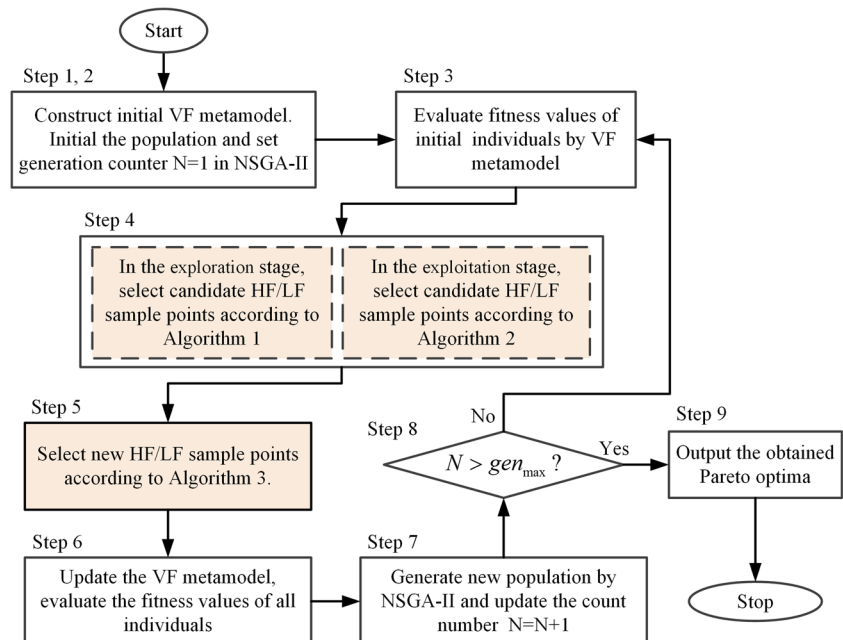 Start
Step 1, 2
Construct initial VF metamodel.
Initial the population and set
generation counter N=1 in NSGA-II
Step 3
Evaluate fitness values of
initial individuals by VF
metamodel
Step 4
In the exploration stage,
select candidate HF/LF
sample points according to
Algorithm 1
In the exploitation stage,
select candidate HF/LF
sample points according to
Algorithm 2
Step 5
Select new HF/LF sample points
according to Algorithm 3.
Step 6
Update the VF metamodel,
evaluate the fitness values of all
individuals
Step 7
Generate new population by
NSGA-II and update the count
number N=N+1
Step 8
N > gen_max ?
No
Yes
Step 9
Output the obtained
Pareto optima
Stop